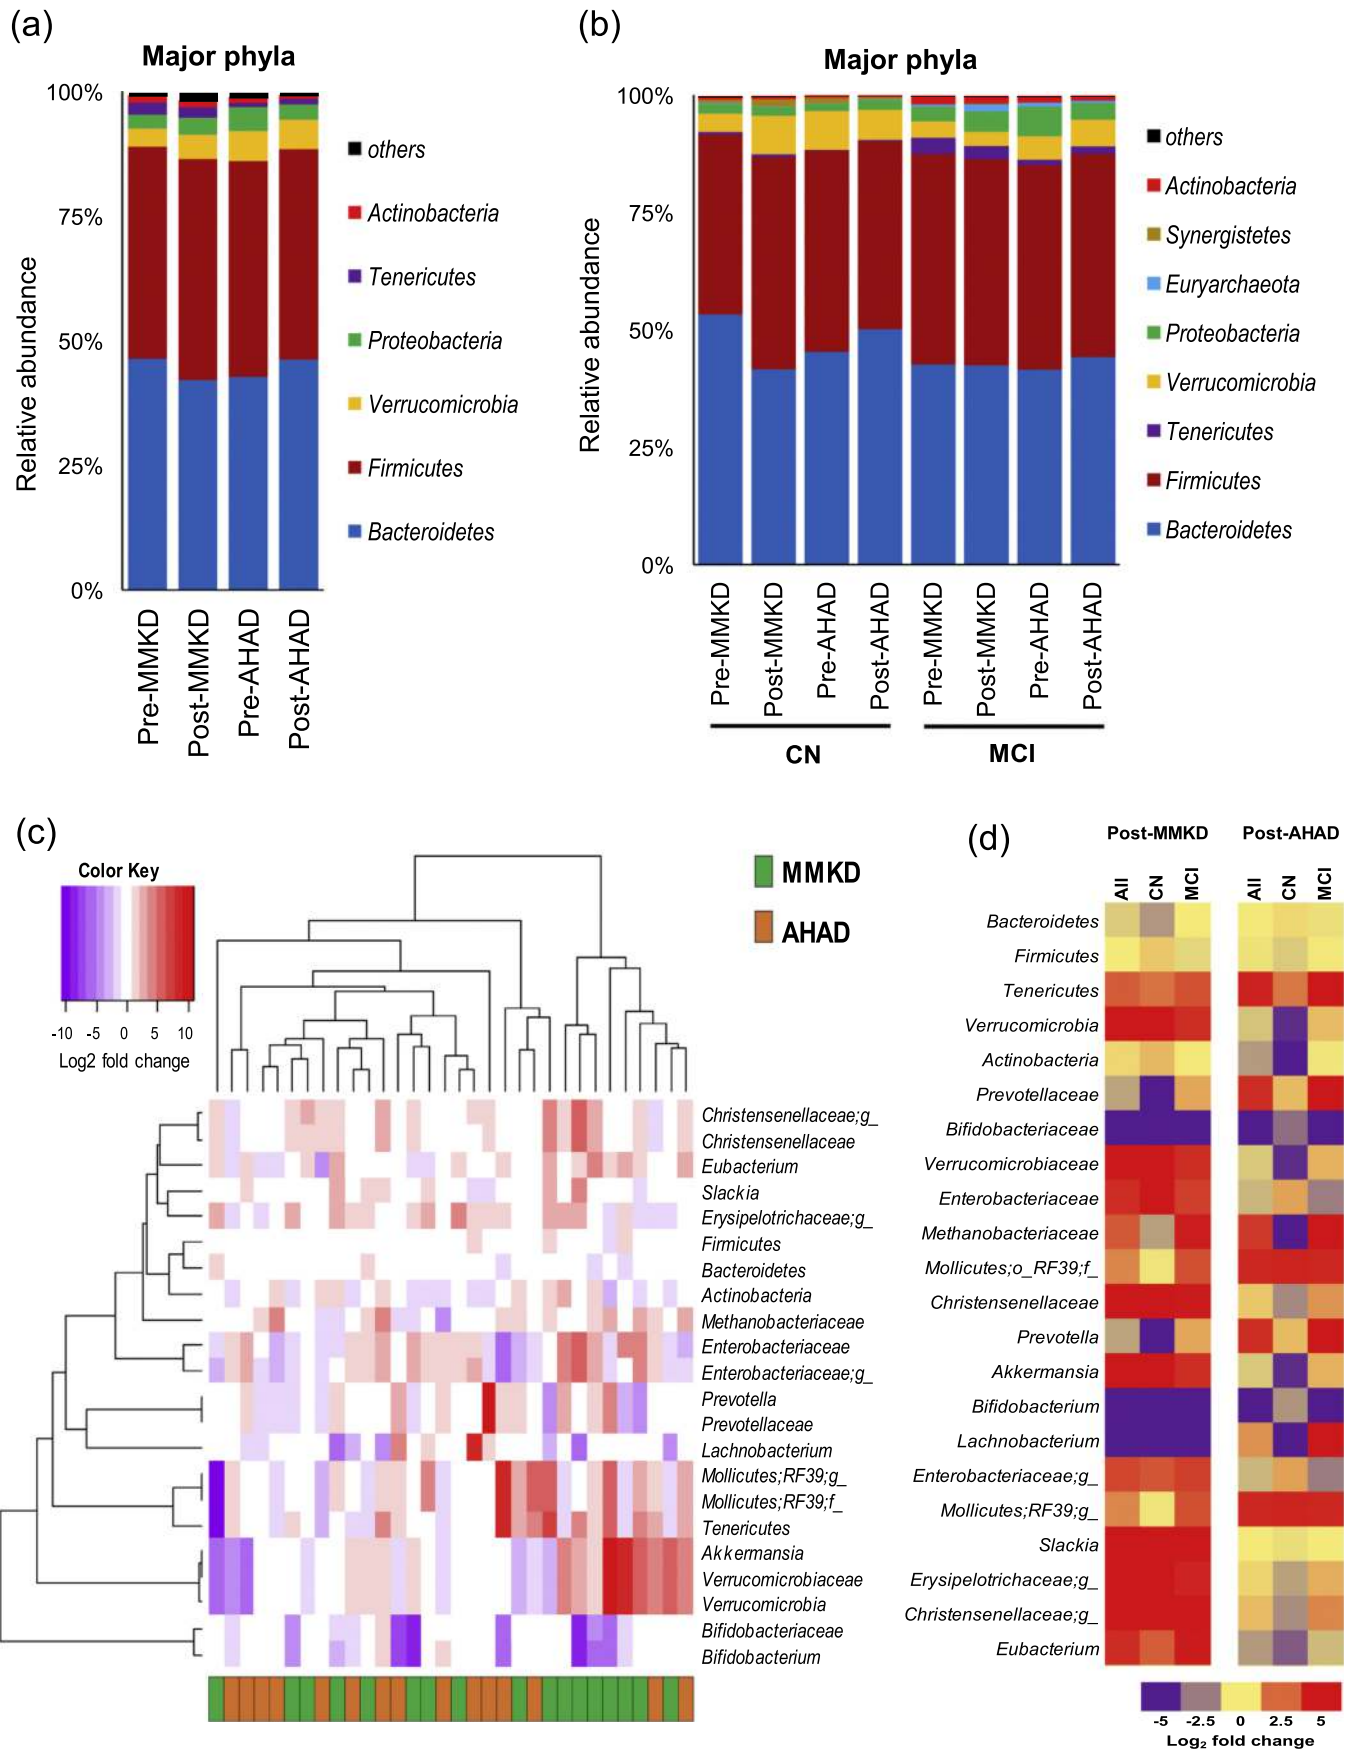 (a)
Major phyla
100%
75%
50%
25%
0%
Relative abundance
others
Actinobacteria
Tenericutes
Proteobacteria
Verrucomicrobia
Firmicutes
Bacteroidetes
Pre-MMKD
Post-MMKD
Pre-AHAD
Post-AHAD
(b)
Major phyla
100%
75%
50%
25%
0%
Relative abundance
others
Actinobacteria
Synergistetes
Euryarchaeota
Proteobacteria
Verrucomicrobia
Tenericutes
Firmicutes
Bacteroidetes
Pre-MMKD
Post-MMKD
Pre-AHAD
Post-AHAD
Pre-MMKD
Post-MMKD
Pre-AHAD
Post-AHAD
CN
MCI
(c)
Color Key
-10 -5 0 5 10
Log2 fold change
MMKD
AHAD
Christensenellaceae;g_
Christensenellaceae
Eubacterium
Slackia
Erysipelotrichaceae;g_
Firmicutes
Bacteroidetes
Actinobacteria
Methanobacteriaceae
Enterobacteriaceae
Enterobacteriaceae;g_
Prevotella
Prevotellaceae
Lachnobacterium
Mollicutes;RF39;g_
Mollicutes;RF39;f_
Tenericutes
Akkermansia
Verrucomicrobiaceae
Verrucomicrobia
Bifidobacteriaceae
Bifidobacterium
(d)
Post-MMKD Post-AHAD
All CN MCI All CN MCI
Bacteroidetes
Firmicutes
Tenericutes
Verrucomicrobia
Actinobacteria
Prevotellaceae
Bifidobacteriaceae
Verrucomicrobiaceae
Enterobacteriaceae
Methanobacteriaceae
Mollicutes;o_RF39;f_
Christensenellaceae
Prevotella
Akkermansia
Bifidobacterium
Lachnobacterium
Enterobacteriaceae;g_
Mollicutes;RF39;g_
Slackia
Erysipelotrichaceae;g_
Christensenellaceae;g_
Eubacterium
-5 -2.5 0 2.5 5
Log₂ fold change